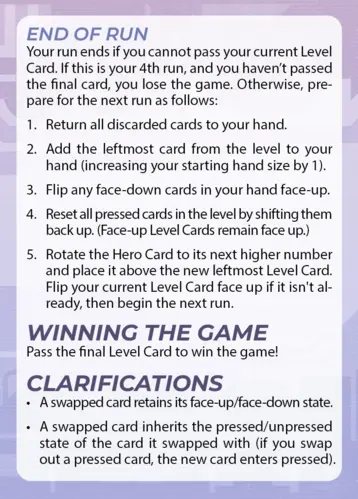 END OF RUN
Your run ends if you cannot pass your current Level
Card. If this is your 4th run, and you haven't passed
the final card, you lose the game. Otherwise, pre-
pare for the next run as follows:
1. Return all discarded cards to your hand.
2. Add the leftmost card from the level to your
hand (increasing your starting hand size by 1).
3. Flip any face-down cards in your hand face-up.
4. Reset all pressed cards in the level by shifting them
back up. (Face-up Level Cards remain face up.)
5. Rotate the Hero Card to its next higher number
and place it above the new leftmost Level Card.
Flip your current Level Card face up if it isn't al-
ready, then begin the next run.
WINNING THE GAME
Pass the final Level Card to win the game!
CLARIFICATIONS
• A swapped card retains its face-up/face-down state.
• A swapped card inherits the pressed/unpressed
state of the card it swapped with (if you swap
out a pressed card, the new card enters pressed).